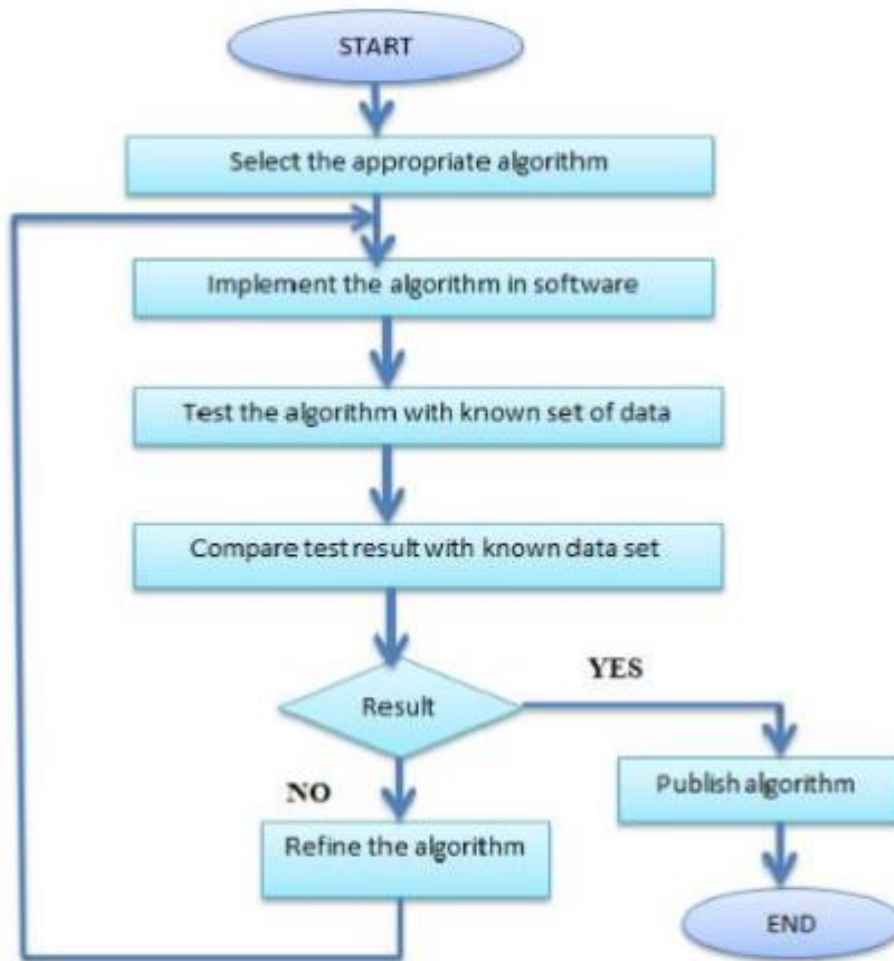 START
Select the appropriate algorithm
Implement the algorithm in software
Test the algorithm with known set of data
Compare test result with known data set
Result
YES
NO
Publish algorithm
Refine the algorithm
END